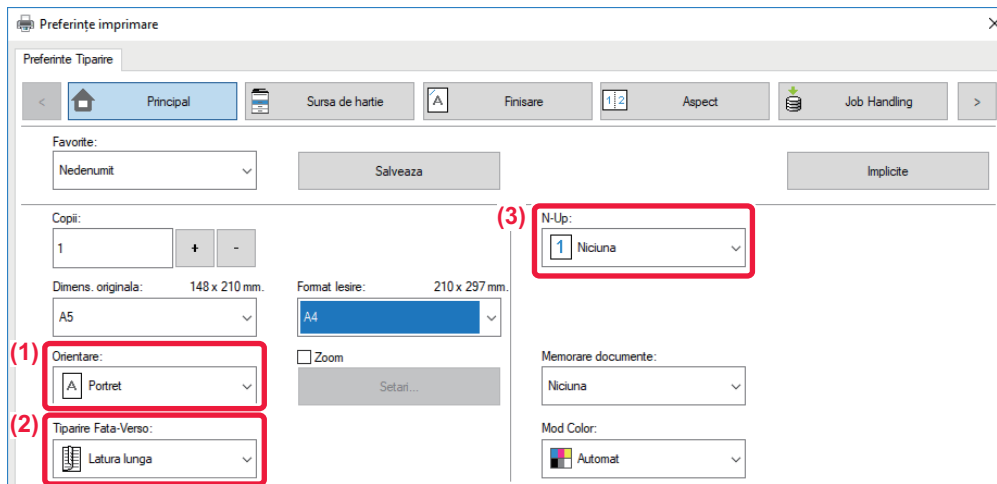 Preferințe imprimare
Preferinte Tiparire
< Principal Sursa de hartie A Finisare 1 2 Aspect Job Handling >
Favorite:
Nedenumit Salveaza Implicite
Copii: (3) N-Up:
1 + - 1 Niciuna
Dimens. originala: 148 x 210 mm. Format Iesire: 210 x 297 mm.
A5 A4
(1) Orientare: Zoom Memorare documente:
A Portret Setari... Niciuna
(2) Tiparire Fata-Verso: Mod Color:
Latura lunga Automat